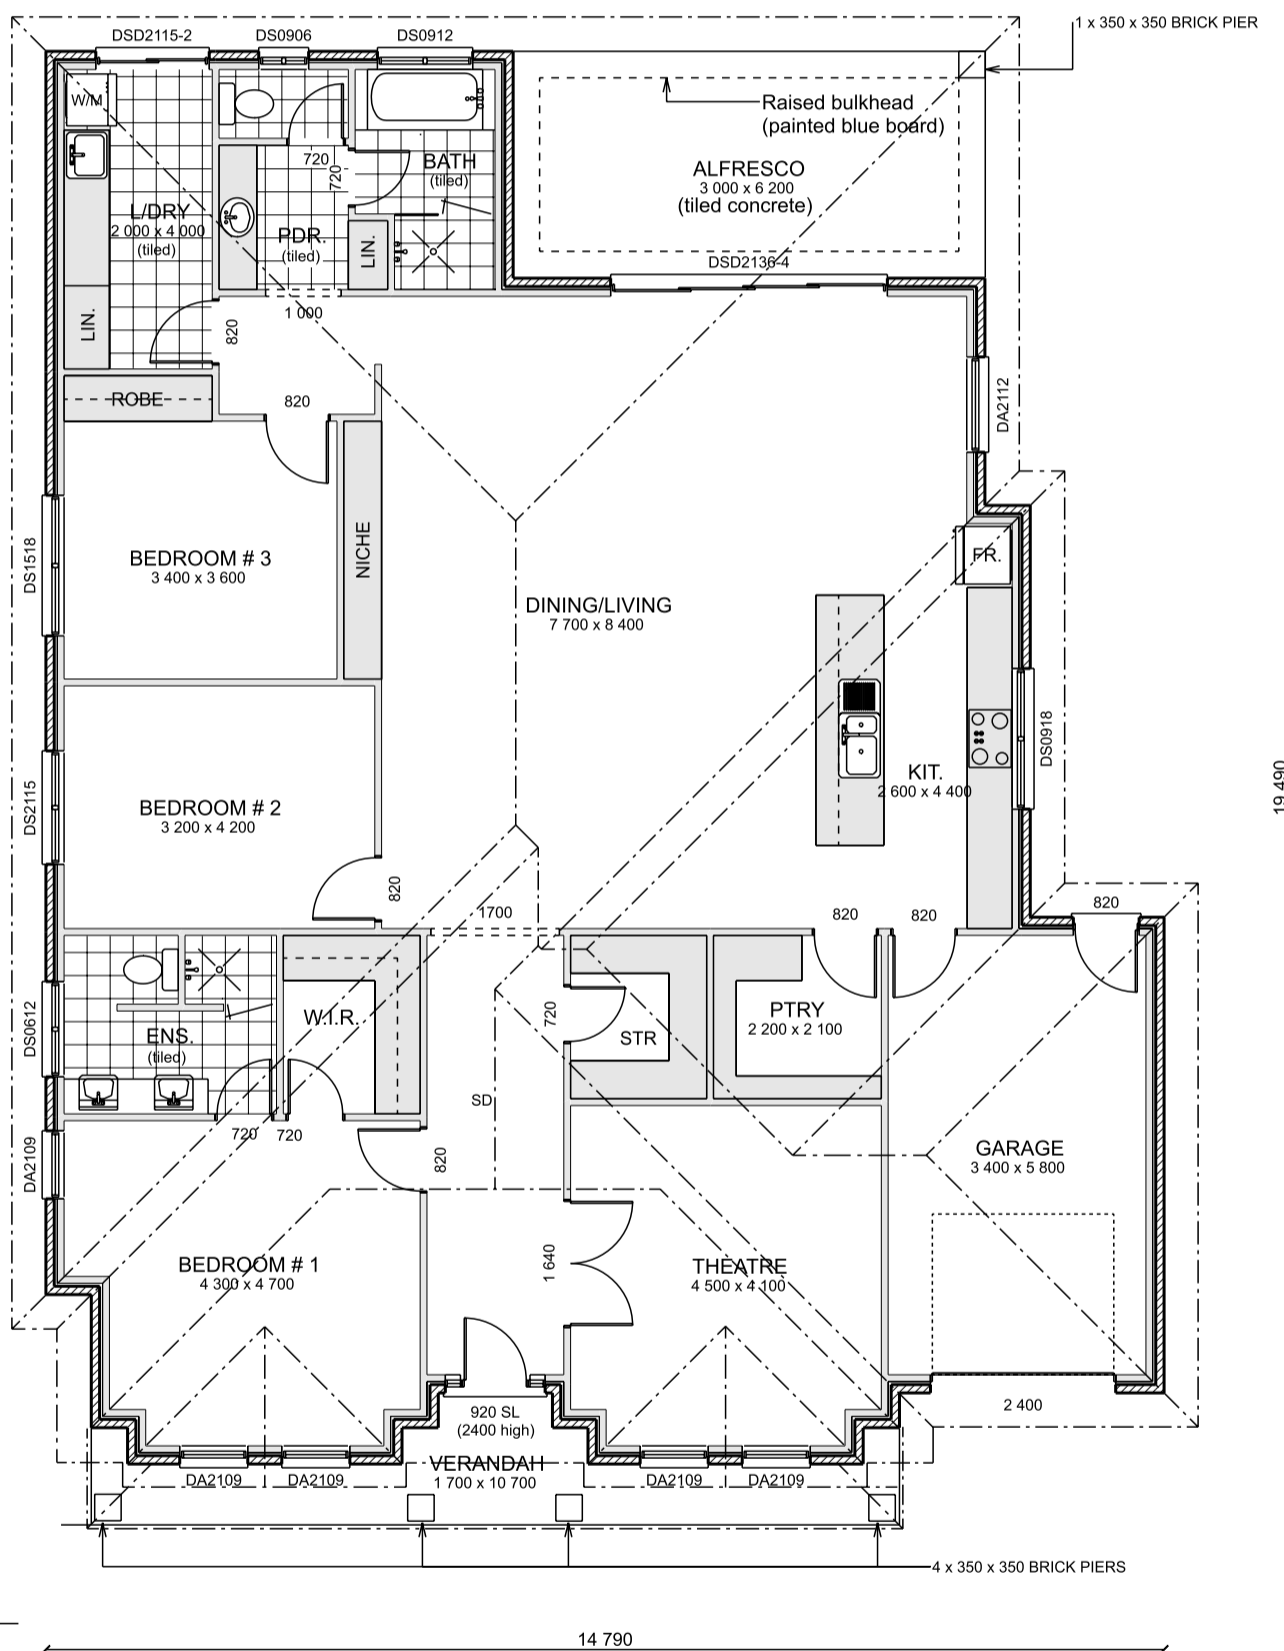 DSD2115-2
DS0906
DS0912
1 x 350 x 350 BRICK PIER
W/M
Raised bulkhead
(painted blue board)
720
720
BATH
(tiled)
ALFRESCO
3 000 x 6 200
(tiled concrete)
L/DRY
2 000 x 4 000
(tiled)
PDR.
(tiled)
LIN.
DSD2136-4
LIN.
1 000
820
ROBE
820
DA2112
DS1518
BEDROOM # 3
3 400 x 3 600
NICHE
FR.
DINING/LIVING
7 700 x 8 400
DS0918
KIT.
2 600 x 4 400
19 490
DS2115
BEDROOM # 2
3 200 x 4 200
820
1700
820
820
820
DS0612
ENS.
(tiled)
W.I.R.
720
STR
PTRY
2 200 x 2 100
SD
720
720
820
DA2109
GARAGE
3 400 x 5 800
BEDROOM # 1
4 300 x 4 700
1 640
THEATRE
4 500 x 4 100
920 SL
(2400 high)
2 400
VERANDAH
1 700 x 10 700
DA2109
DA2109
DA2109
DA2109
4 x 350 x 350 BRICK PIERS
14 790